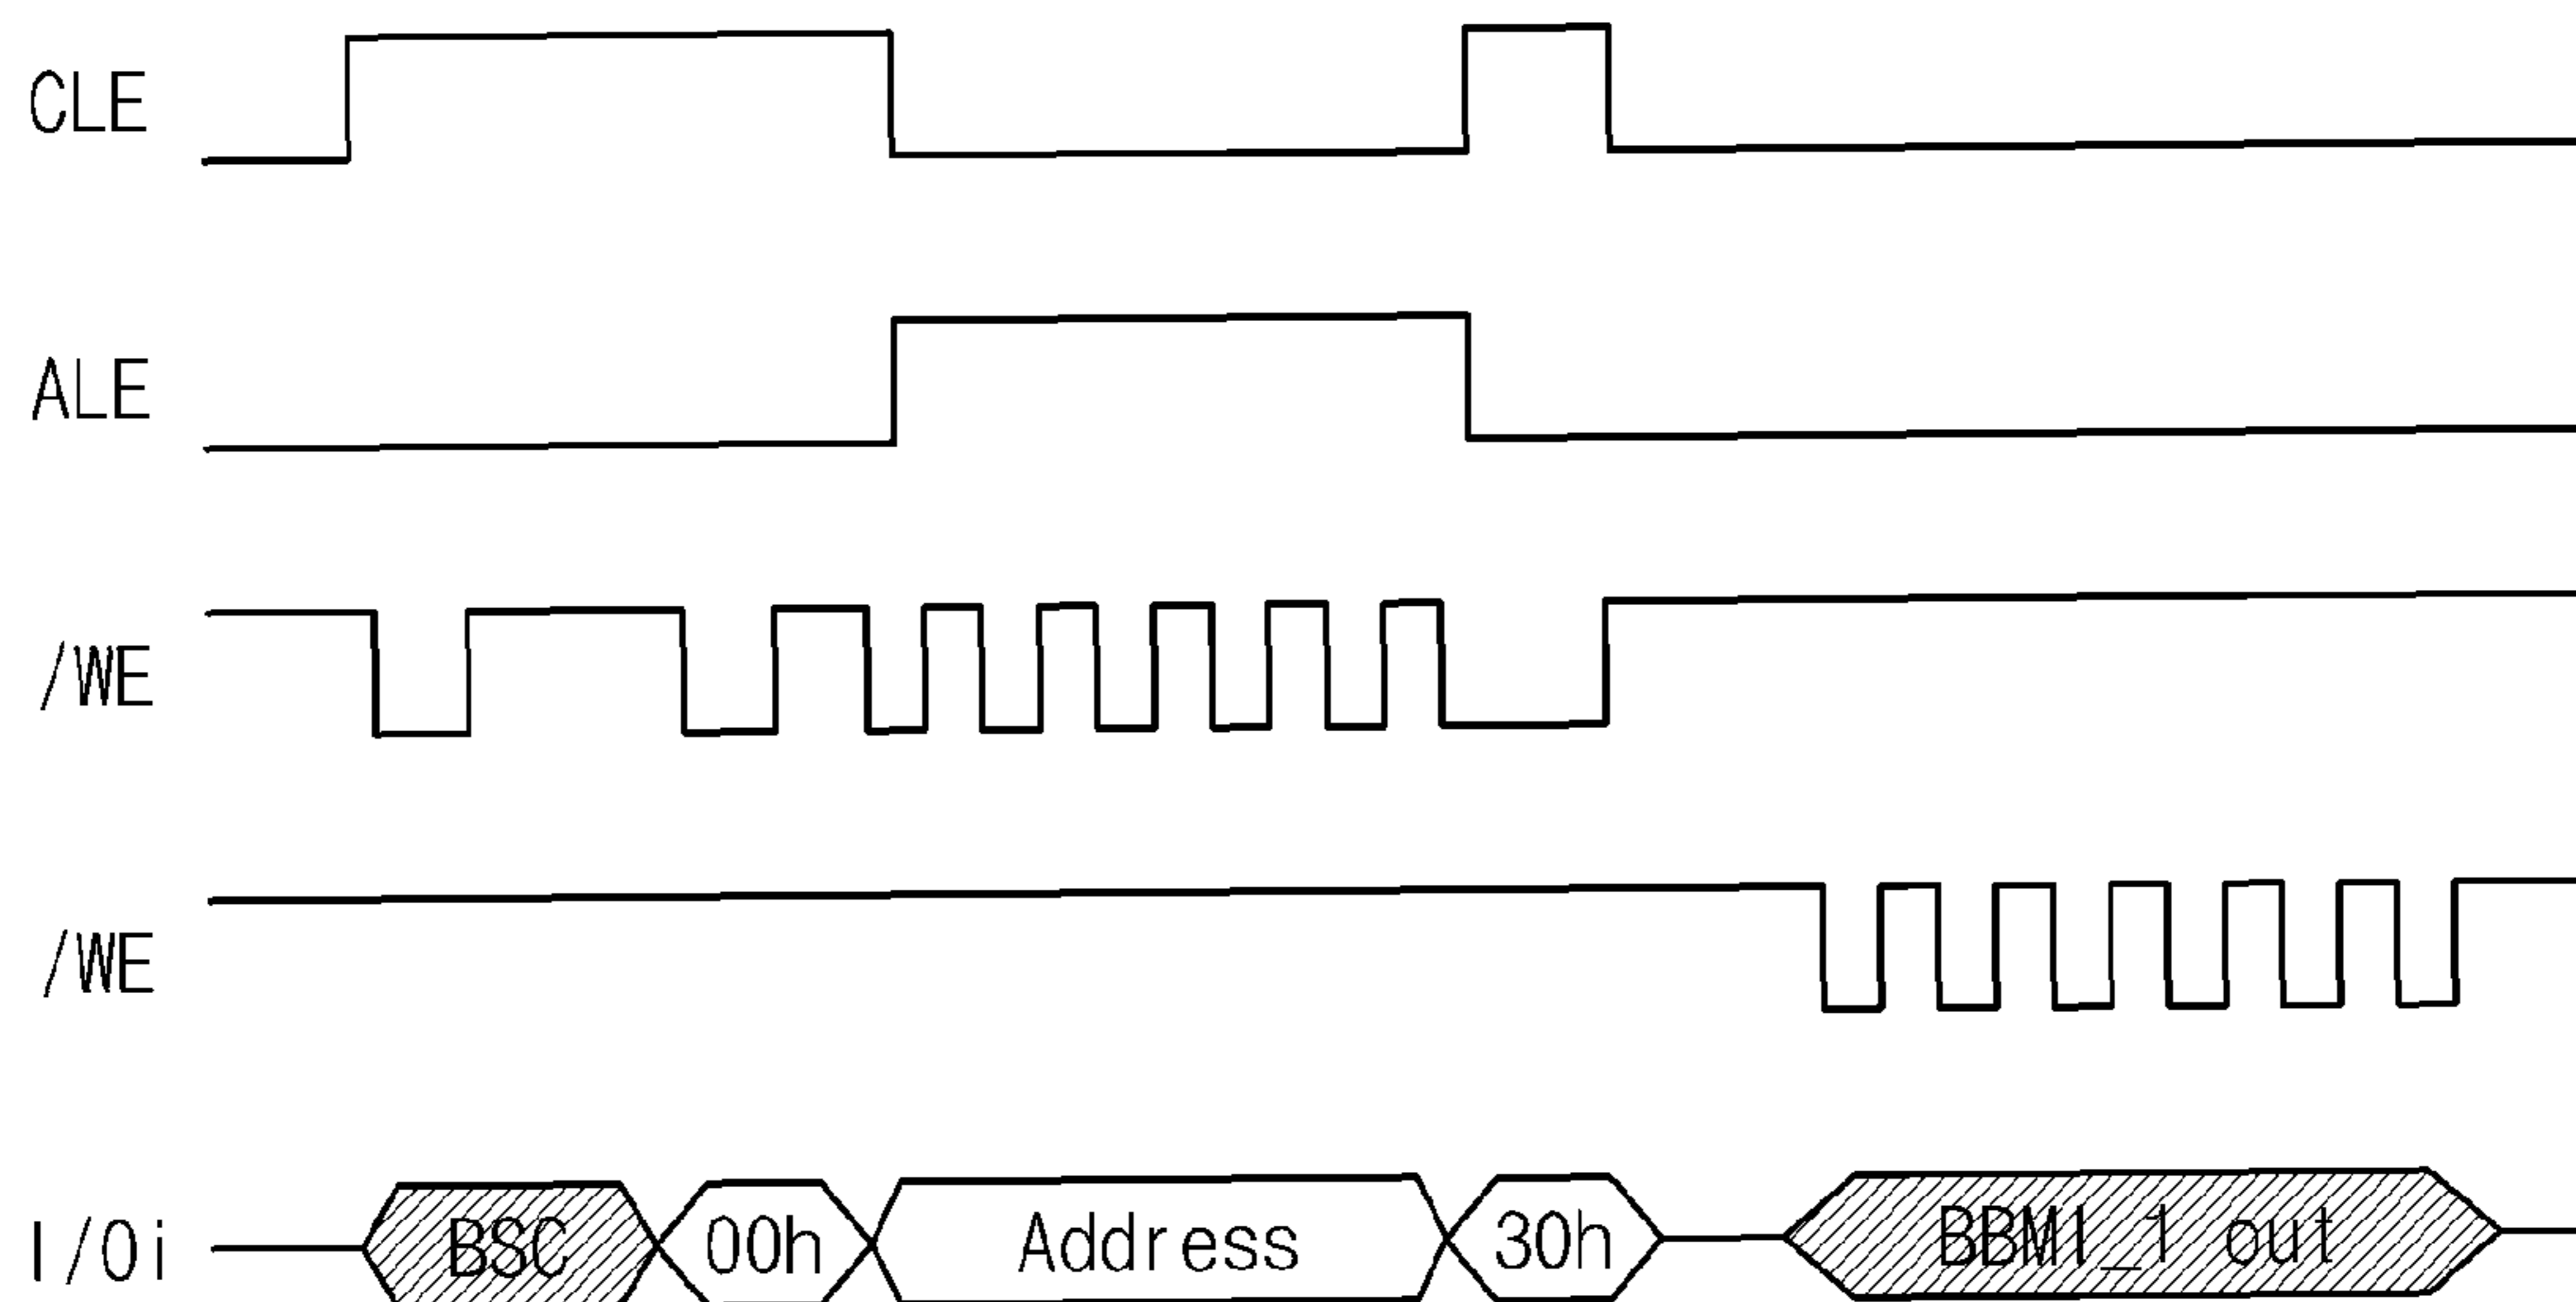 CLE
ALE
/WE
/WE
I/Oi BSC 00h Address 30h BBMI_1 out